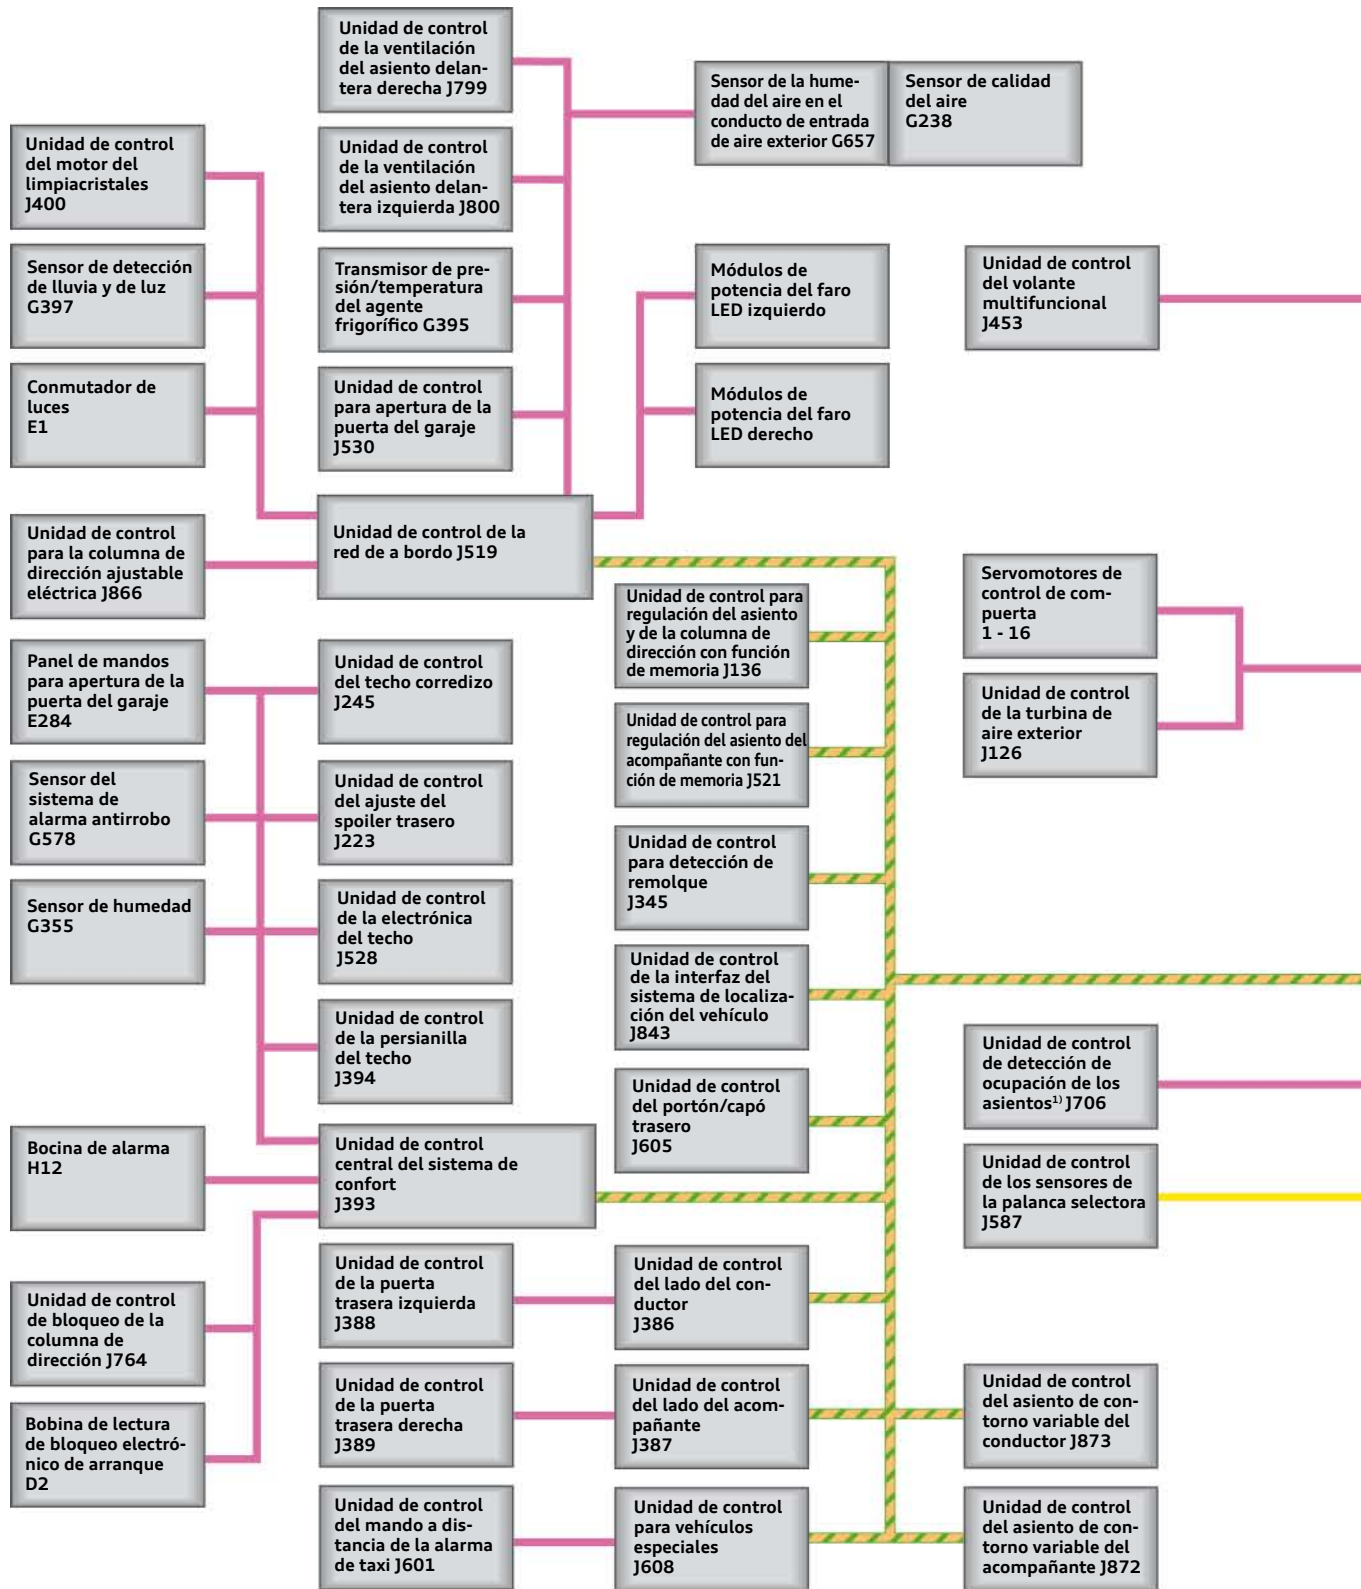 Unidad de control
de la ventilación
del asiento delan-
tera derecha J799
Sensor de la hume-
dad del aire en el
conducto de entrada
de aire exterior G657
Sensor de calidad
del aire
G238
Unidad de control
del motor del
limpiacristales
J400
Unidad de control
de la ventilación
del asiento delan-
tera izquierda J800
Sensor de detección
de lluvia y de luz
G397
Transmisor de pre-
sión/temperatura
del agente
frigorífico G395
Módulos de
potencia del faro
LED izquierdo
Unidad de control
del volante
multifuncional
J453
Conmutador de
luces
E1
Unidad de control
para apertura de la
puerta del garaje
J530
Módulos de
potencia del faro
LED derecho
Unidad de control
para la columna de
dirección ajustable
eléctrica J866
Unidad de control de la
red de a bordo J519
Servomotores de
control de com-
puerta
1 - 16
Unidad de control para
regulación del asiento
y de la columna de
dirección con función
de memoria J136
Panel de mandos
para apertura de la
puerta del garaje
E284
Unidad de control
del techo corredizo
J245
Unidad de control
de la turbina de
aire exterior
J126
Unidad de control para
regulación del asiento del
acompañante con fun-
ción de memoria J521
Sensor del
sistema de
alarma antirrobo
G578
Unidad de control
del ajuste del
spoiler trasero
J223
Unidad de control
para detección de
remolque
J345
Sensor de humedad
G355
Unidad de control
de la electrónica
del techo
J528
Unidad de control
de la interfaz del
sistema de localiza-
ción del vehículo
J843
Unidad de control
de la persianilla
del techo
J394
Unidad de control
de detección de
ocupación de los
asientos¹⁾ J706
Unidad de control
del portón/capó
trasero
J605
Bocina de alarma
H12
Unidad de control
central del sistema de
confort
J393
Unidad de control
de los sensores de
la palanca selectora
J587
Unidad de control
de la puerta
trasera izquierda
J388
Unidad de control
del lado del con-
ductor
J386
Unidad de control
de bloqueo de la
columna de
dirección J764
Unidad de control
de la puerta
trasera derecha
J389
Unidad de control
del lado del acom-
pañante
J387
Unidad de control
del asiento de con-
torno variable del
conductor J873
Bobina de lectura
de bloqueo electró-
nico de arranque
D2
Unidad de control
del mando a dis-
tancia de la alarma
de taxi J601
Unidad de control
para vehículos
especiales
J608
Unidad de control
del asiento de con-
torno variable del
acompañante J872